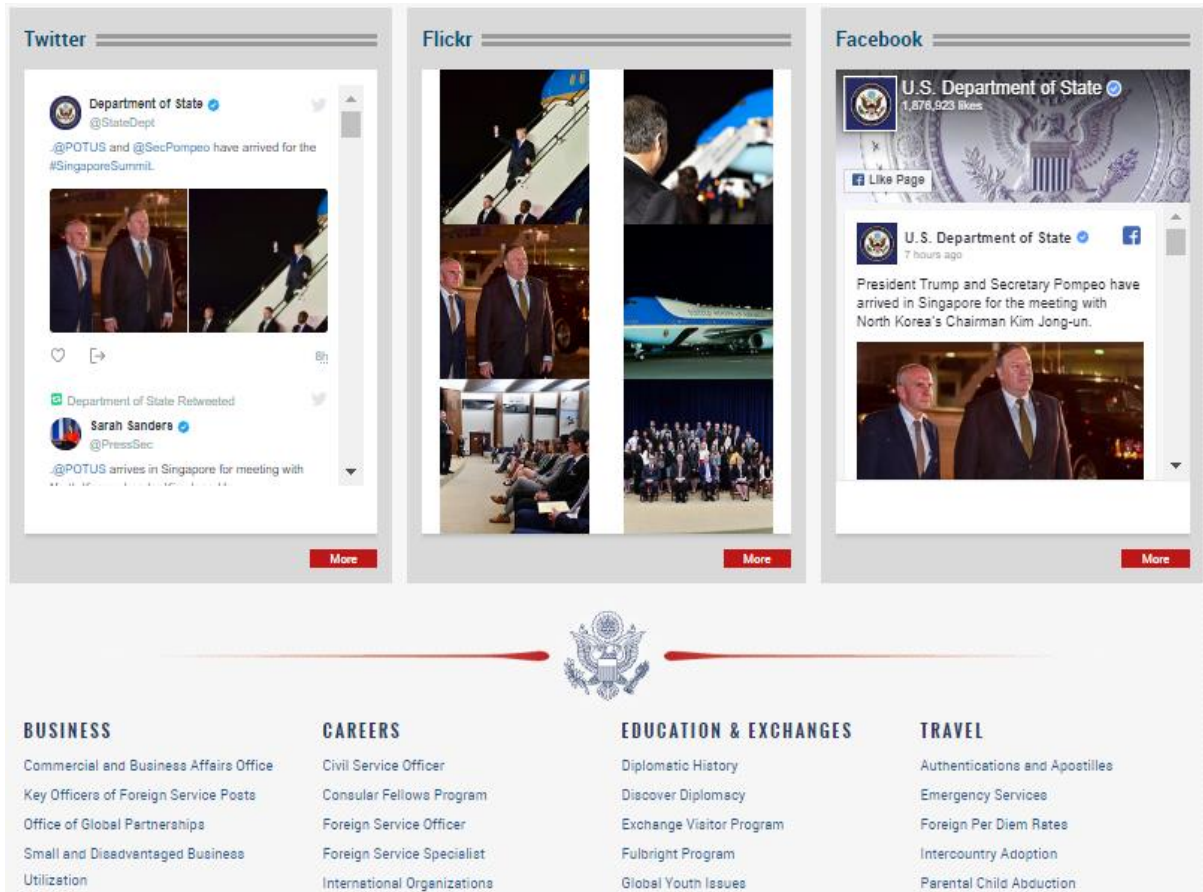 Twitter
Department of State
@StateDept
.@POTUS and @SecPompeo have arrived for the
#SingaporeSummit.
8h
Department of State Retweeted
Sarah Sanders
@PressSec
.@POTUS arrives in Singapore for meeting with
More
Flickr
More
Facebook
U.S. Department of State
1,876,923 likes
Like Page
U.S. Department of State
7 hours ago
President Trump and Secretary Pompeo have
arrived in Singapore for the meeting with
North Korea's Chairman Kim Jong-un.
More
BUSINESS
Commercial and Business Affairs Office
Key Officers of Foreign Service Posts
Office of Global Partnerships
Small and Disadvantaged Business
Utilization
CAREERS
Civil Service Officer
Consular Fellows Program
Foreign Service Officer
Foreign Service Specialist
International Organizations
EDUCATION & EXCHANGES
Diplomatic History
Discover Diplomacy
Exchange Visitor Program
Fulbright Program
Global Youth Issues
TRAVEL
Authentications and Apostilles
Emergency Services
Foreign Per Diem Rates
Intercountry Adoption
Parental Child Abduction